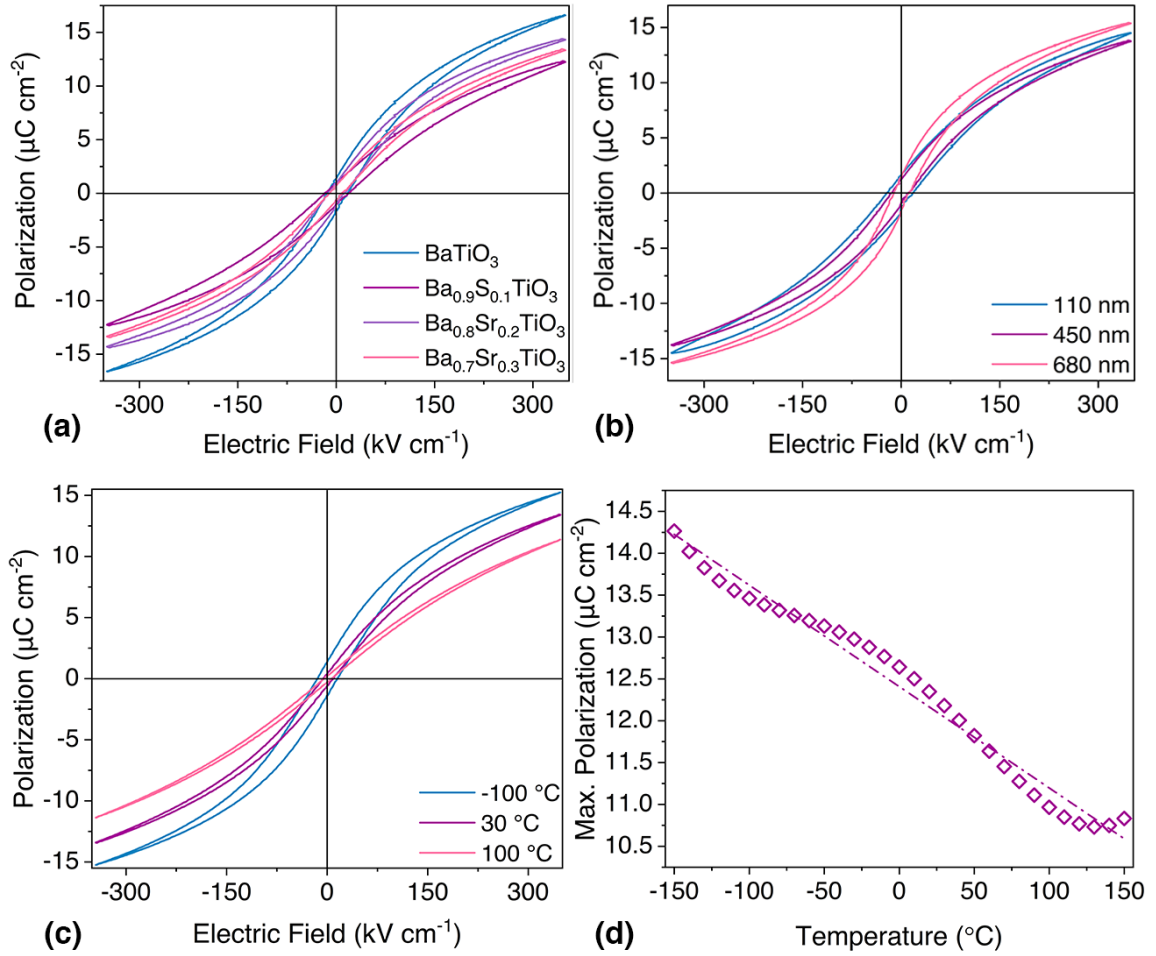 15
10
5
0
-5
-10
-15
Polarization (µC cm-2)
BaTiO3
Ba0.9S0.1TiO3
Ba0.8Sr0.2TiO3
Ba0.7Sr0.3TiO3
-300 -150 0 150 300
(a)
Electric Field (kV cm-1)
15
10
5
0
-5
-10
-15
Polarization (µC cm-2)
110 nm
450 nm
680 nm
-300 -150 0 150 300
(b)
Electric Field (kV cm-1)
15
10
5
0
-5
-10
-15
Polarization (µC cm-2)
-100 °C
30 °C
100 °C
-300 -150 0 150 300
(c)
Electric Field (kV cm-1)
14.5
14.0
13.5
13.0
12.5
12.0
11.5
11.0
10.5
Max. Polarization (µC cm-2)
-150 -100 -50 0 50 100 150
(d)
Temperature (°C)